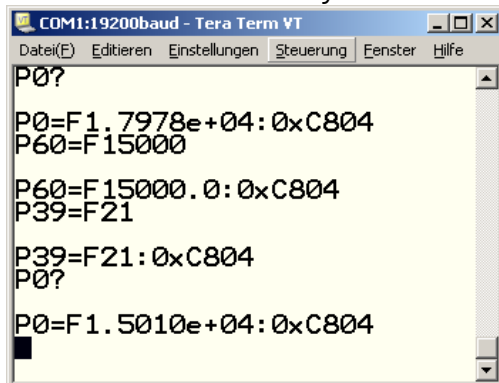 COM1:19200baud - Tera Term VT
Datei(F) Editieren Einstellungen Steuerung Fenster Hilfe
P0?
P0=F1.7978e+04:0xC804
P60=F15000
P60=F15000.0:0xC804
P39=F21
P39=F21:0xC804
P0?
P0=F1.5010e+04:0xC804